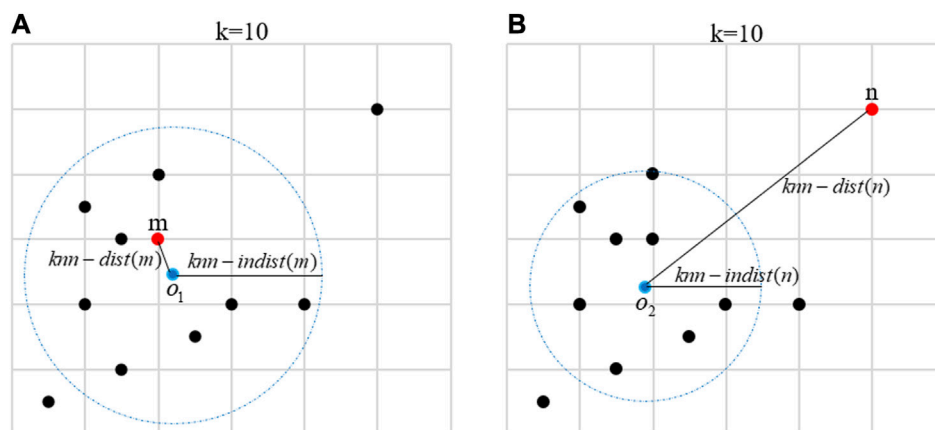 A
k=10
m
knn-dist(m)
knn-indist(m)
o1
B
k=10
n
knn-dist(n)
knn-indist(n)
o2